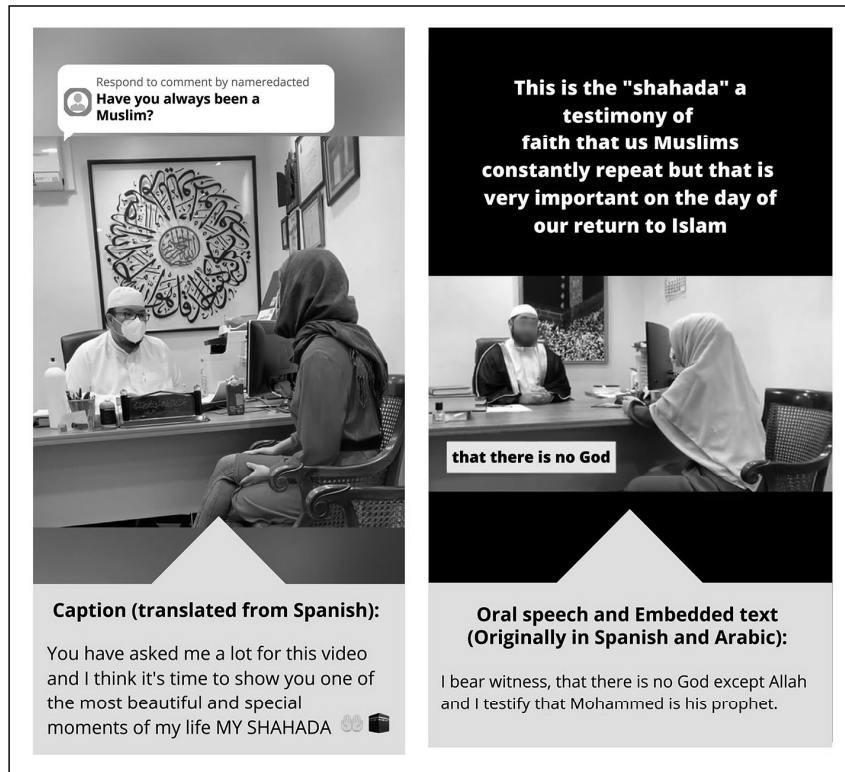 Respond to comment by nameredacted
Have you always been a
Muslim?
Caption (translated from Spanish):
You have asked me a lot for this video
and I think it's time to show you one of
the most beautiful and special
moments of my life MY SHAHADA 🤲🏻🕋
This is the "shahada" a
testimony of
faith that us Muslims
constantly repeat but that is
very important on the day of
our return to Islam
that there is no God
Oral speech and Embedded text
(Originally in Spanish and Arabic):
I bear witness, that there is no God except Allah
and I testify that Mohammed is his prophet.